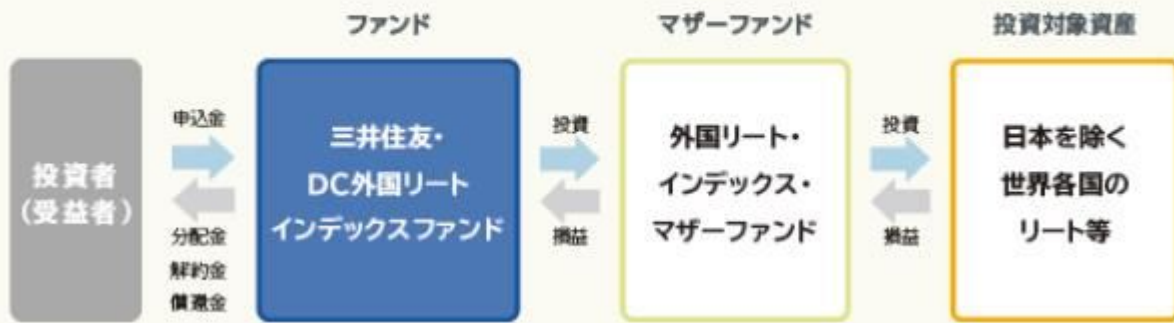 ファンド
マザーファンド
投資対象資産
投資者
(受益者)
申込金
分配金
解約金
償還金
三井住友・
DC外国リート
インデックスファンド
投資
損益
外国リート・
インデックス・
マザーファンド
投資
損益
日本を除く
世界各国の
リート等